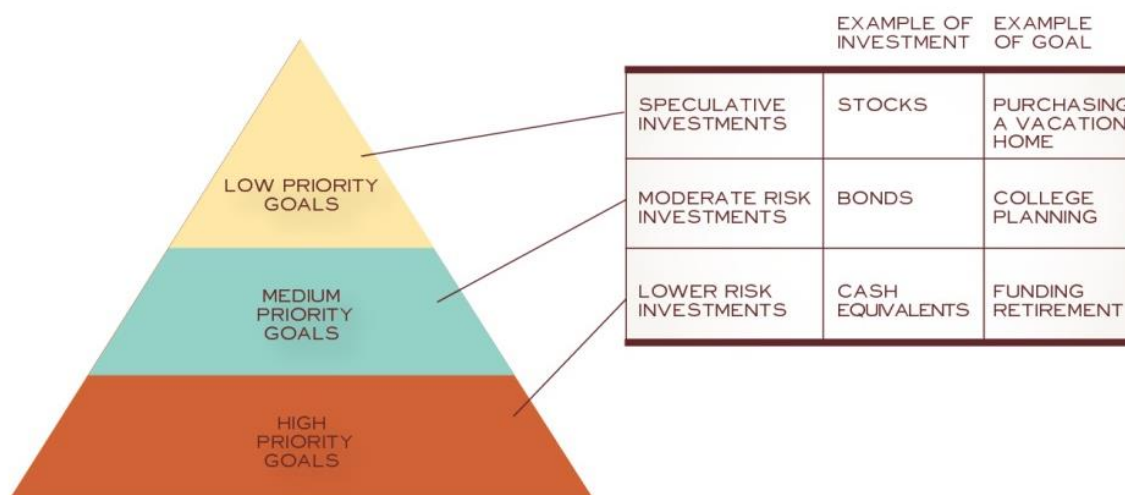 EXAMPLE OF
INVESTMENT
EXAMPLE
OF GOAL
LOW PRIORITY
GOALS
MEDIUM
PRIORITY
GOALS
HIGH
PRIORITY
GOALS
SPECULATIVE
INVESTMENTS
STOCKS
PURCHASING
A VACATION
HOME
MODERATE RISK
INVESTMENTS
BONDS
COLLEGE
PLANNING
LOWER RISK
INVESTMENTS
CASH
EQUIVALENTS
FUNDING
RETIREMENT